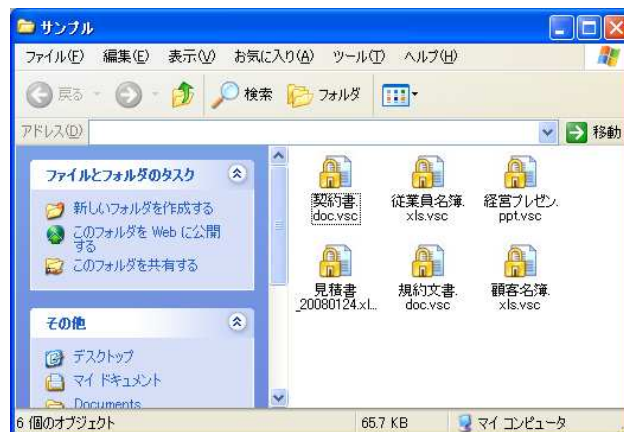 サンプル
ファイル(F) 編集(E) 表示(V) お気に入り(A) ツール(T) ヘルプ(H)
戻る 検索 フォルダ
アドレス(D) 移動
ファイルとフォルダのタスク
新しいフォルダを作成する
このフォルダを Web に公開
する
このフォルダを共有する
その他
デスクトップ
マイ ドキュメント
Documents
契約書.
doc.vsc
従業員名簿.
xls.vsc
経営プレゼン.
ppt.vsc
見積書
_20080124.xl...
規約文書.
doc.vsc
顧客名簿.
xls.vsc
6 個のオブジェクト 65.7 KB マイ コンピュータ